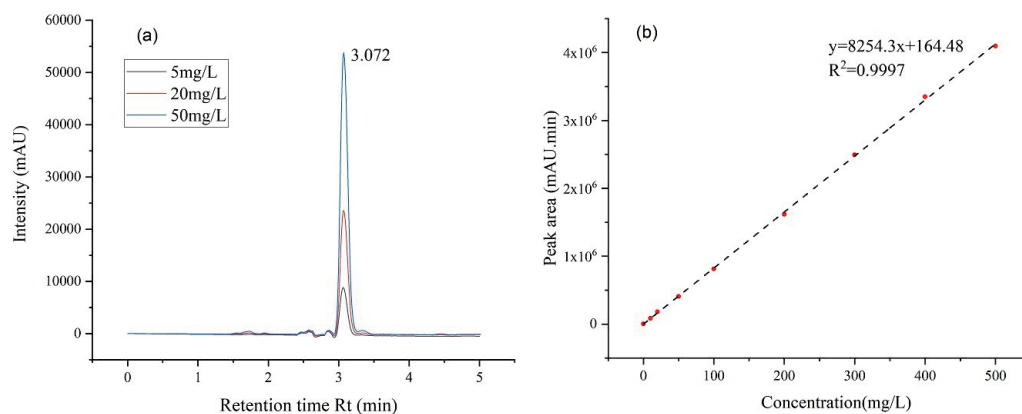 (a)
3.072
5mg/L
20mg/L
50mg/L
60000
50000
40000
30000
20000
10000
0
Intensity (mAU)
0 1 2 3 4 5
Retention time Rt (min)
(b)
y=8254.3x+164.48
R²=0.9997
4x10⁶
3x10⁶
2x10⁶
1x10⁶
0
Peak area (mAU.min)
0 100 200 300 400 500
Concentration(mg/L)